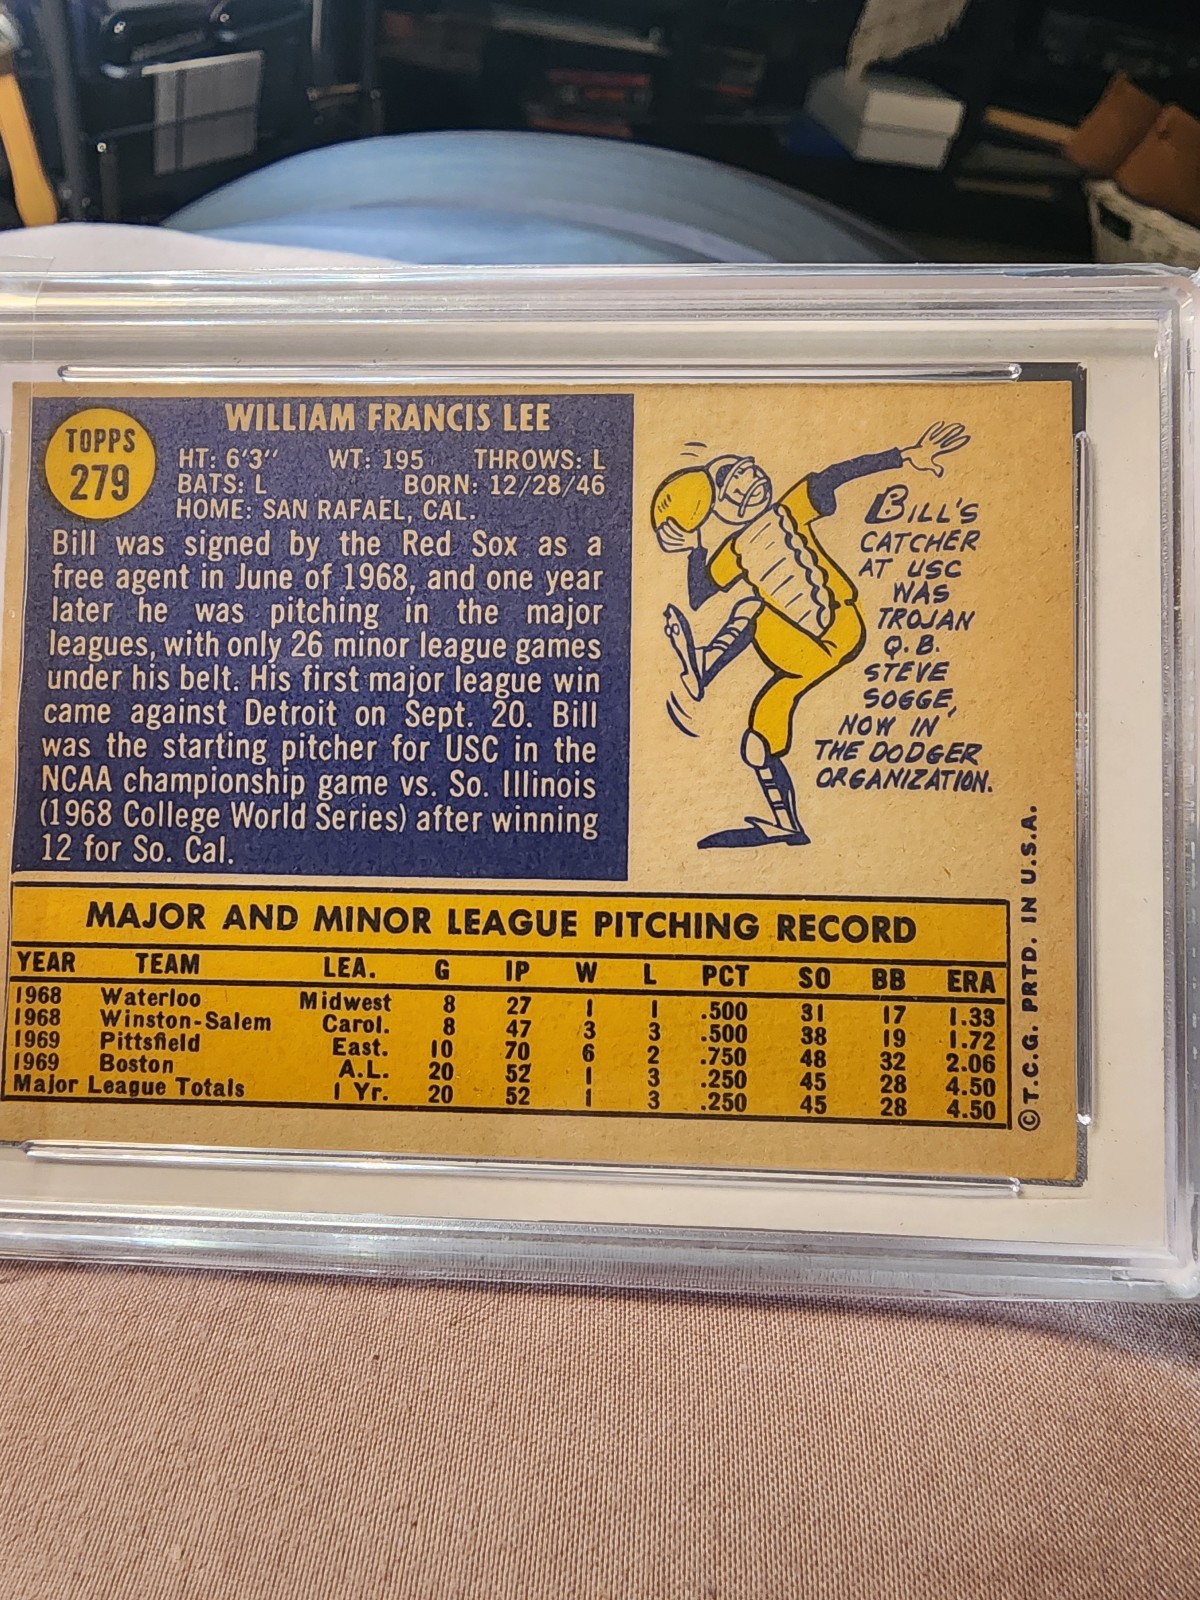 TOPPS
279
WILLIAM FRANCIS LEE
HT: 6'3" WT: 195 THROWS: L
BATS: L BORN: 12/28/46
HOME: SAN RAFAEL, CAL.
Bill was signed by the Red Sox as a
free agent in June of 1968, and one year
later he was pitching in the major
leagues, with only 26 minor league games
under his belt. His first major league win
came against Detroit on Sept. 20. Bill
was the starting pitcher for USC in the
NCAA championship game vs. So. Illinois
(1968 College World Series) after winning
12 for So. Cal.
BILL'S
CATCHER
AT USC
WAS
TROJAN
Q.B.
STEVE
SOGGE,
NOW IN
THE DODGER
ORGANIZATION.
MAJOR AND MINOR LEAGUE PITCHING RECORD
YEAR TEAM LEA. G IP W L PCT SO BB ERA
1968 Waterloo Midwest 8 27 1 1 .500 31 17 1.33
1968 Winston-Salem Carol. 8 47 3 3 .500 38 19 1.72
1969 Pittsfield East. 10 70 6 2 .750 48 32 2.06
1969 Boston A.L. 20 52 1 3 .250 45 28 4.50
Major League Totals 1 Yr. 20 52 1 3 .250 45 28 4.50
© T.C.G. PRTD. IN U.S.A.